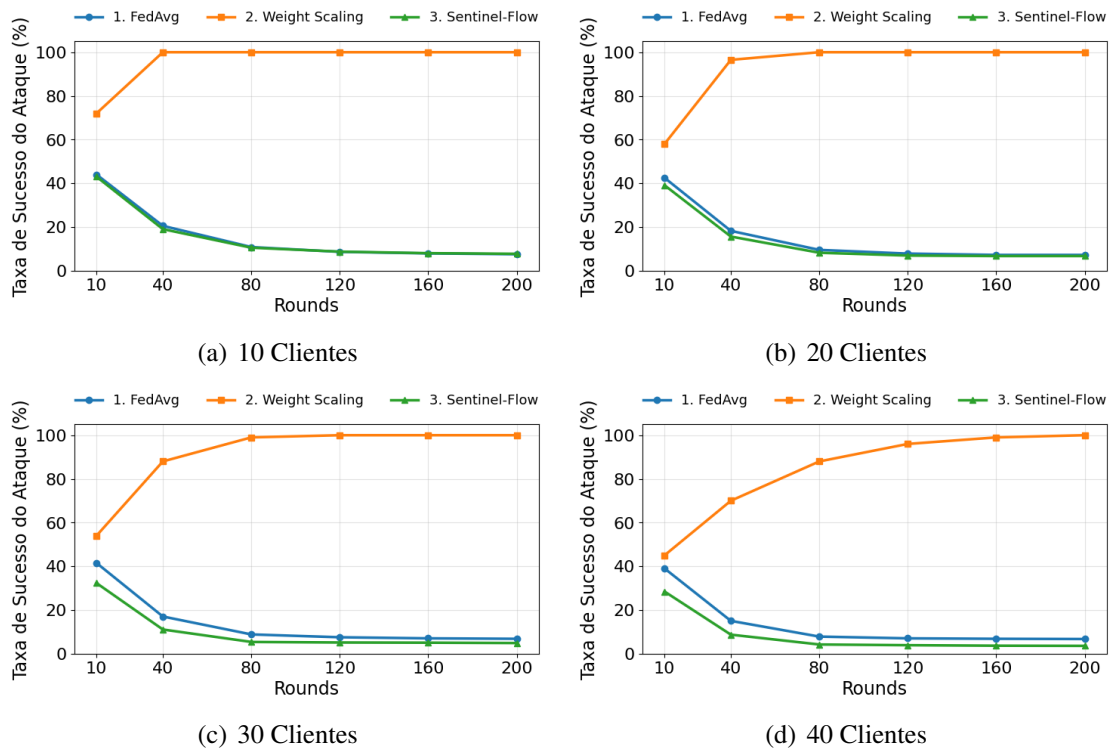 1. FedAvg 2. Weight Scaling 3. Sentinel-Flow
Taxa de Sucesso do Ataque (%)
100
80
60
40
20
0
10 40 80 120 160 200
Rounds
(a) 10 Clientes
1. FedAvg 2. Weight Scaling 3. Sentinel-Flow
Taxa de Sucesso do Ataque (%)
100
80
60
40
20
0
10 40 80 120 160 200
Rounds
(b) 20 Clientes
1. FedAvg 2. Weight Scaling 3. Sentinel-Flow
Taxa de Sucesso do Ataque (%)
100
80
60
40
20
0
10 40 80 120 160 200
Rounds
(c) 30 Clientes
1. FedAvg 2. Weight Scaling 3. Sentinel-Flow
Taxa de Sucesso do Ataque (%)
100
80
60
40
20
0
10 40 80 120 160 200
Rounds
(d) 40 Clientes